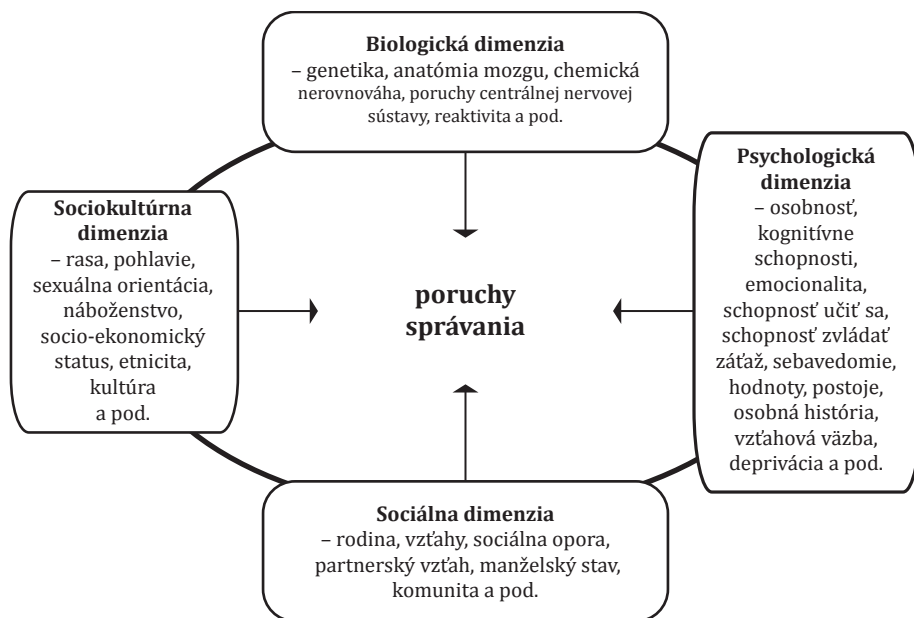 Biologická dimenzia
– genetika, anatómia mozgu, chemická
nerovnováha, poruchy centrálnej nervovej
sústavy, reaktivita a pod.
Sociokultúrna
dimenzia
– rasa, pohlavie,
sexuálna orientácia,
náboženstvo,
socio-ekonomický
status, etnicita,
kultúra
a pod.
poruchy
správania
Psychologická
dimenzia
– osobnosť,
kognitívne
schopnosti,
emocionalita,
schopnosť učiť sa,
schopnosť zvládať
záťaž, sebavedomie,
hodnoty, postoje,
osobná história,
vzťahová väzba,
deprivácia a pod.
Sociálna dimenzia
– rodina, vzťahy, sociálna opora,
partnerský vzťah, manželský stav,
komunita a pod.